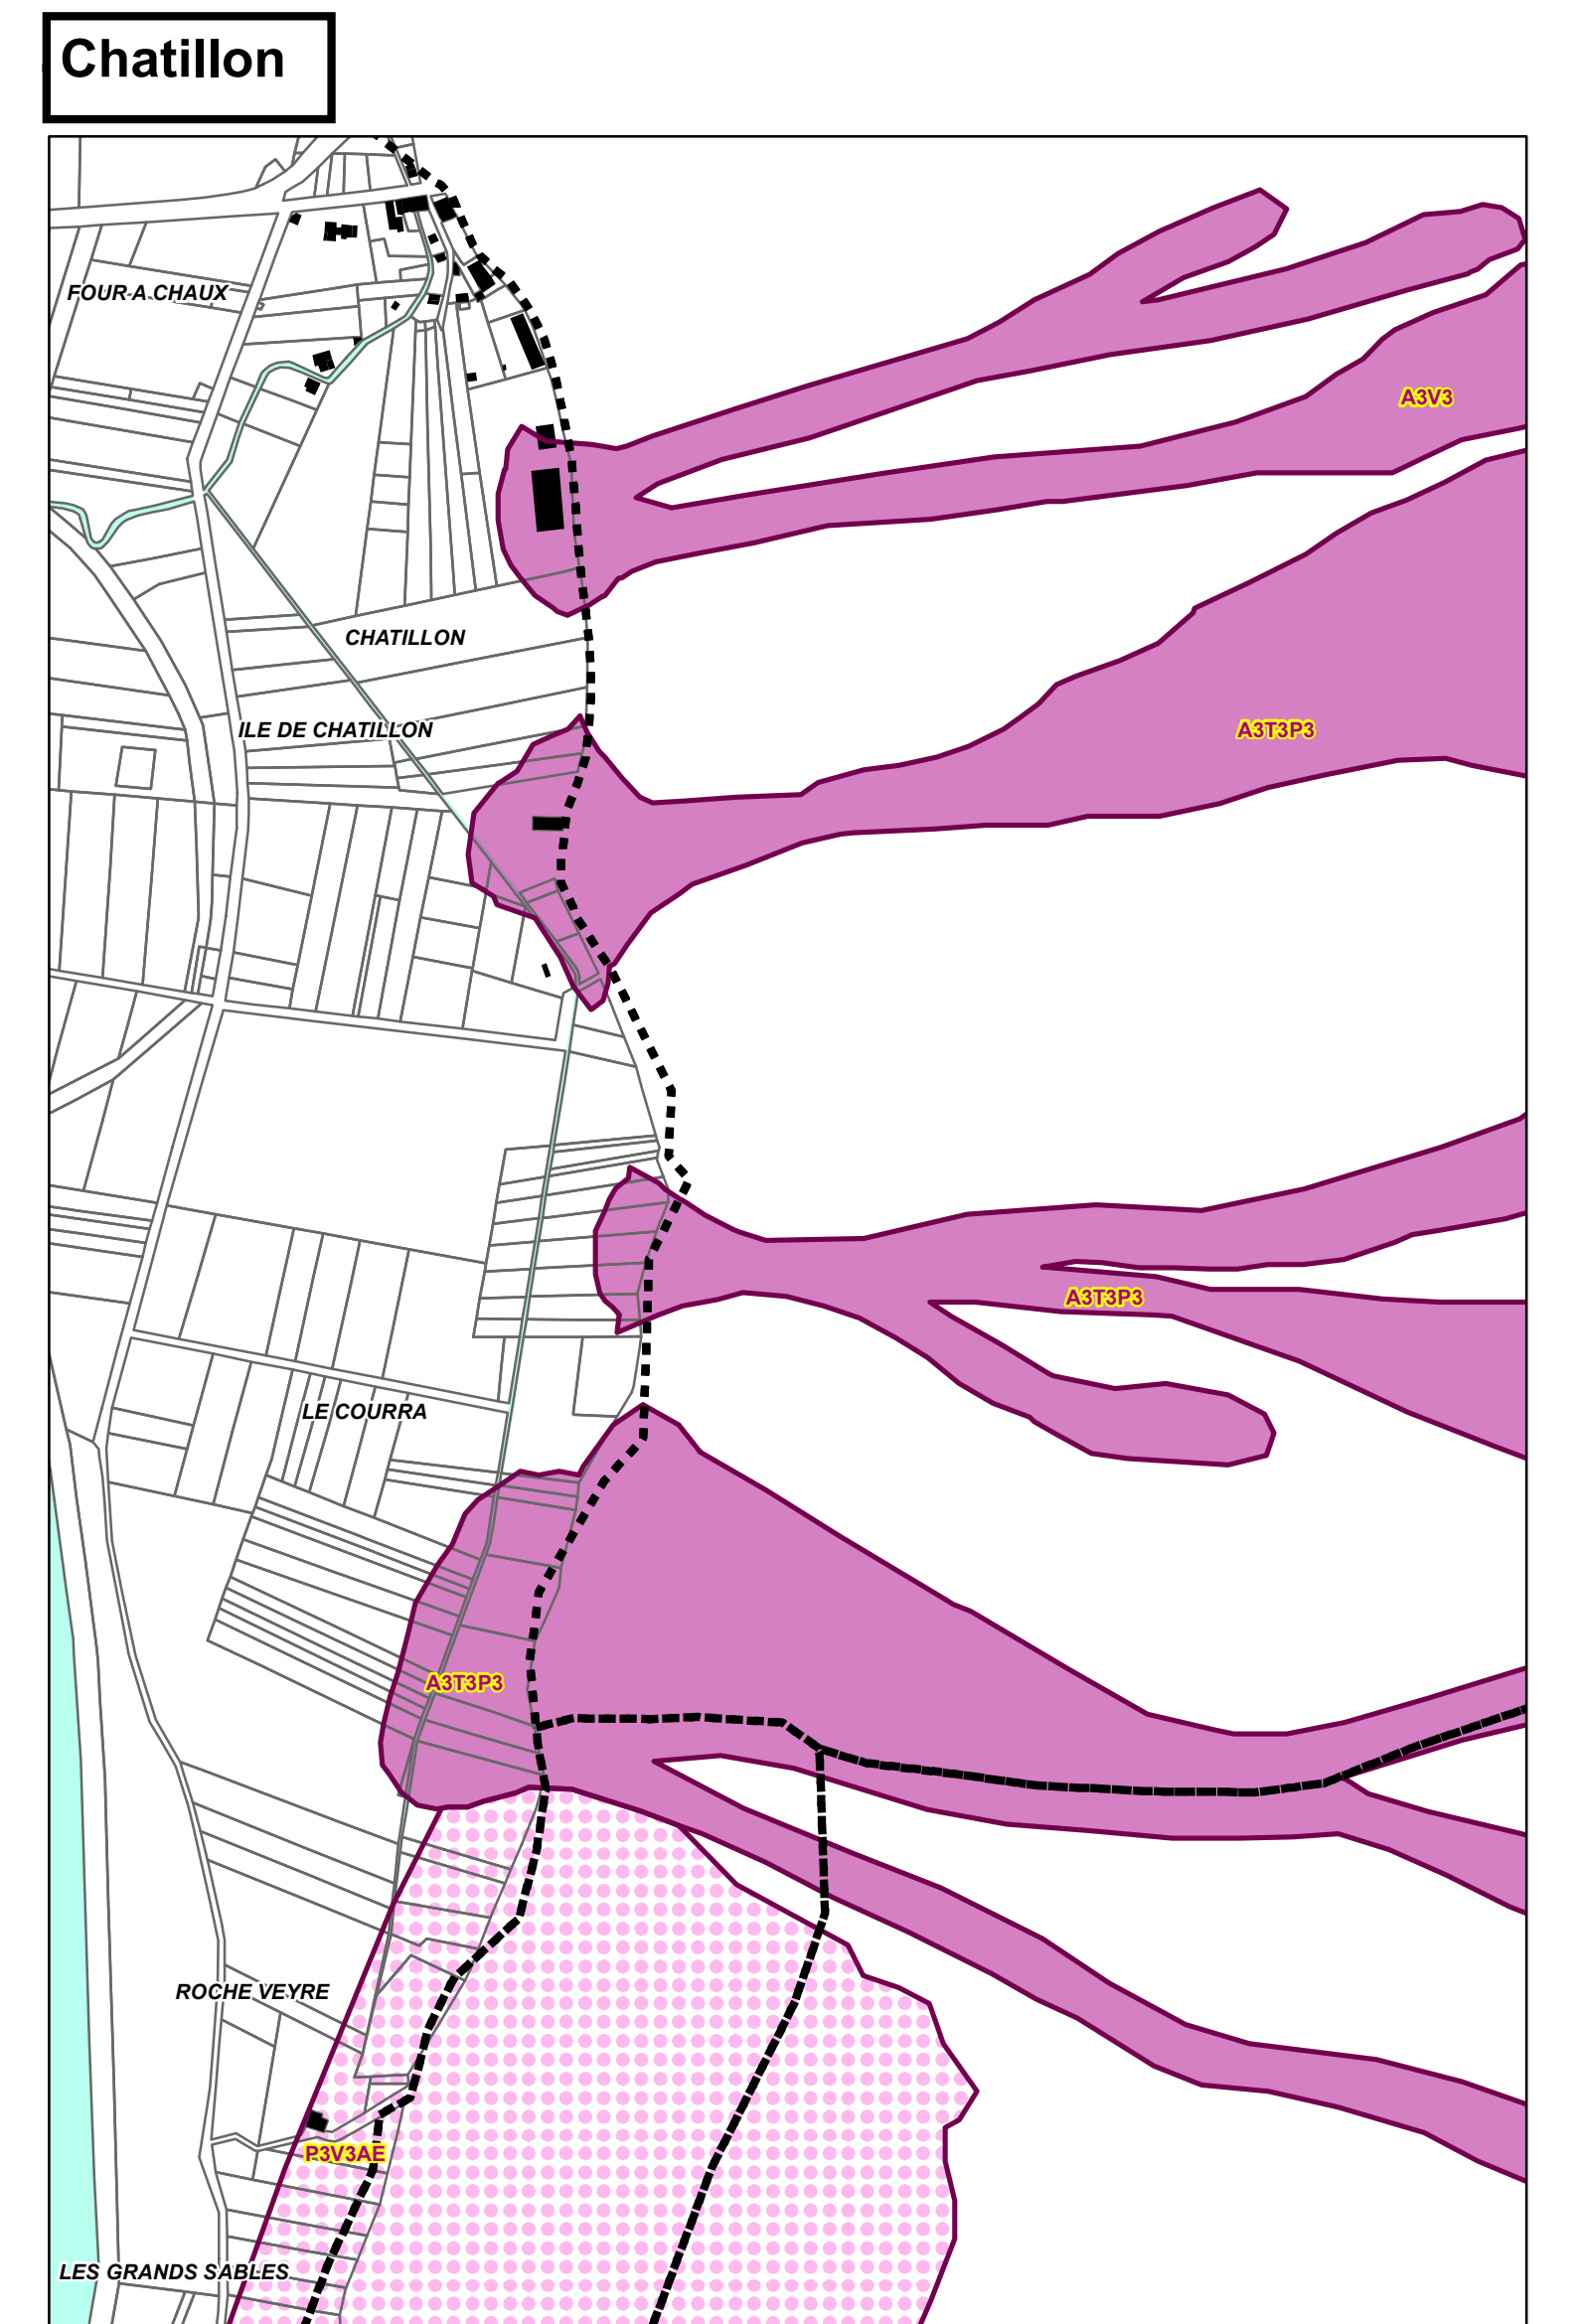 Chatillon
FOUR A CHAUX
A3V3
CHATILLON
ILE DE CHATILLON
A3T3P3
A3T3P3
LE COURRA
A3T3P3
ROCHE VEYRE
P3V3AE
LES GRANDS SABLES